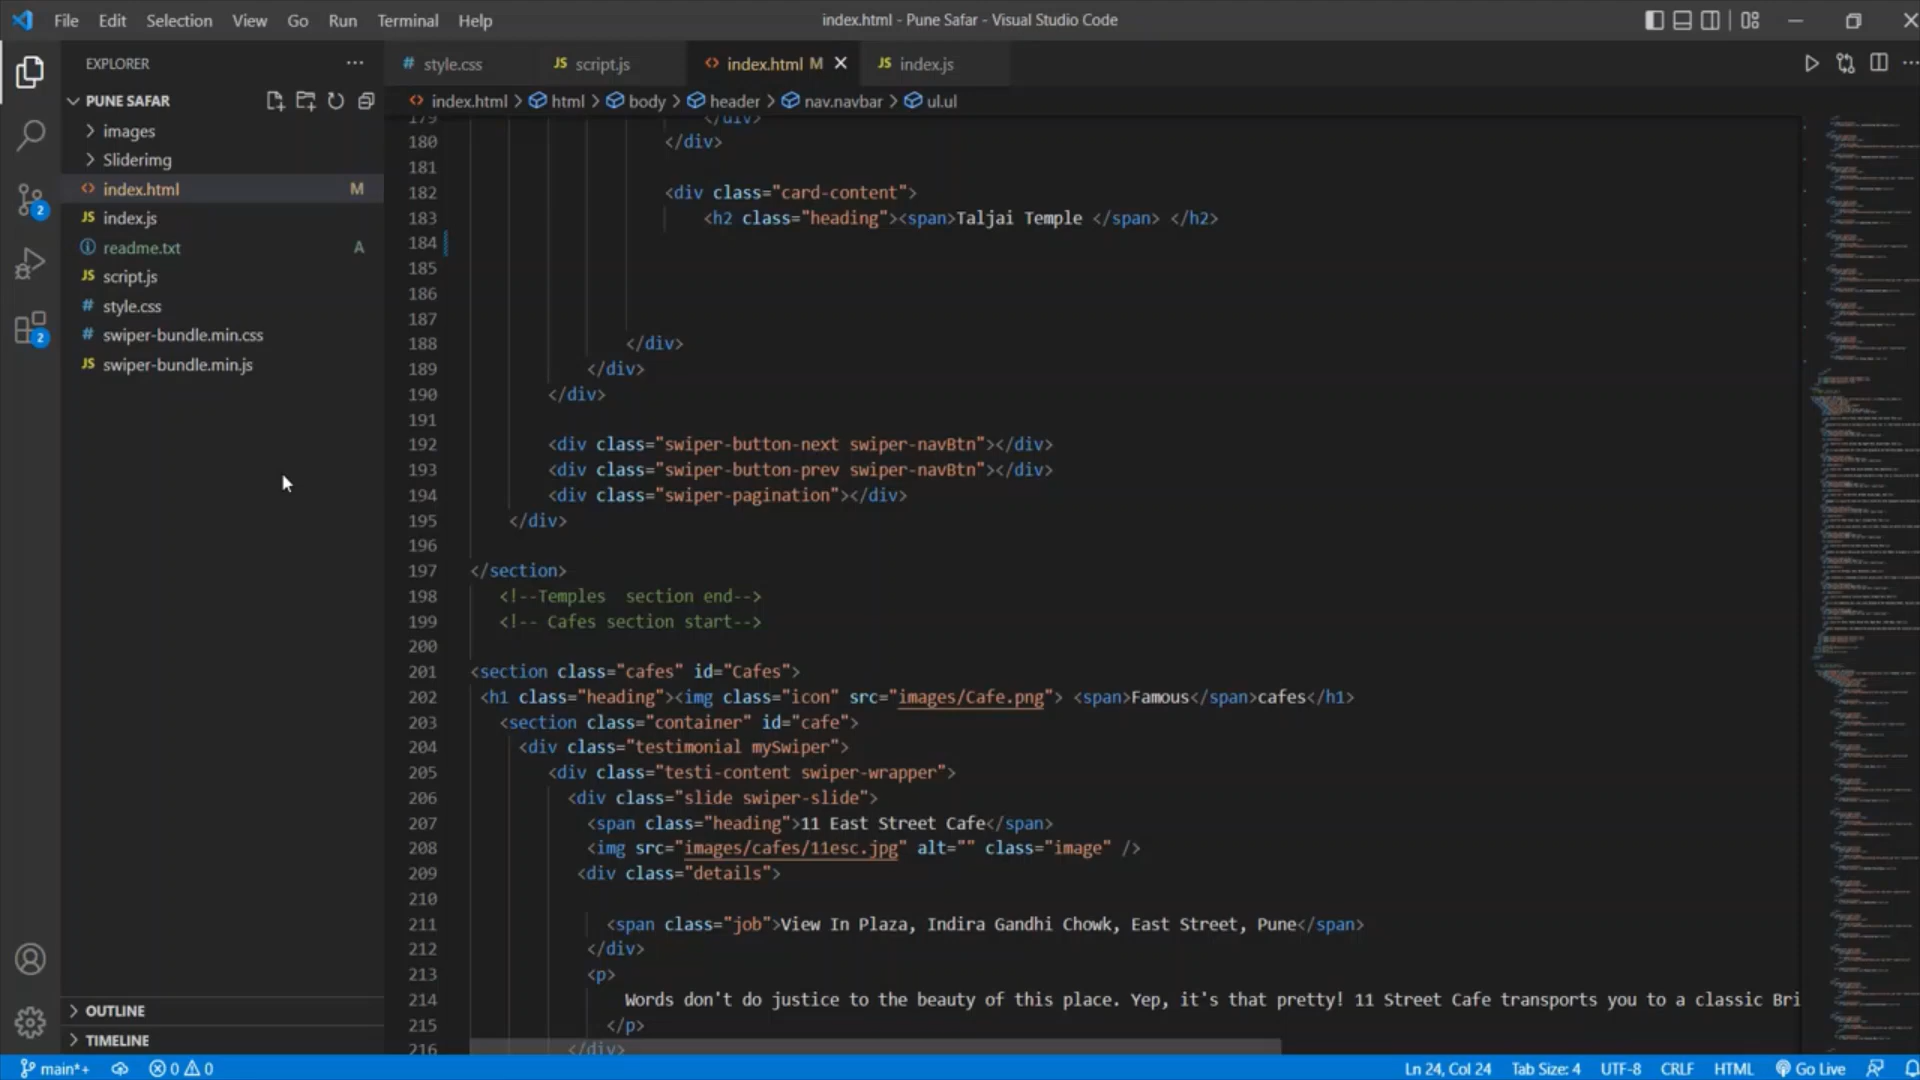 File Edit Selection View Go Run Terminal Help
index.html - Pune Safar - Visual Studio Code
EXPLORER
PUNE SAFAR
images
Sliderimg
index.html M
JS index.js
readme.txt A
JS script.js
# style.css
# swiper-bundle.min.css
JS swiper-bundle.min.js
OUTLINE
TIMELINE
2
2
# style.css JS script.js <> index.html M JS index.js
<> index.html > html > body > header > nav.navbar > ul.ul
179 </div>
180 </div>
181
182 <div class="card-content">
183 <h2 class="heading"><span>Taljai Temple </span> </h2>
184
185
186
187
188 </div>
189 </div>
190 </div>
191
192 <div class="swiper-button-next swiper-navBtn"></div>
193 <div class="swiper-button-prev swiper-navBtn"></div>
194 <div class="swiper-pagination"></div>
195 </div>
196
197 </section>
198 <!--Temples  section end-->
199 <!-- Cafes section start-->
200
201 <section class="cafes" id="Cafes">
202 <h1 class="heading"><img class="icon" src="images/Cafe.png"> <span>Famous</span>cafes</h1>
203 <section class="container" id="cafe">
204 <div class="testimonial mySwiper">
205 <div class="testi-content swiper-wrapper">
206 <div class="slide swiper-slide">
207 <span class="heading">11 East Street Cafe</span>
208 <img src="images/cafes/11esc.jpg" alt="" class="image" />
209 <div class="details">
210
211 <span class="job">View In Plaza, Indira Gandhi Chowk, East Street, Pune</span>
212 </div>
213 <p>
214 Words don't do justice to the beauty of this place. Yep, it's that pretty! 11 Street Cafe transports you to a classic Bri
215 </p>
216 </div>
main*+ 0 0 Ln 24, Col 24 Tab Size: 4 UTF-8 CRLF HTML Go Live